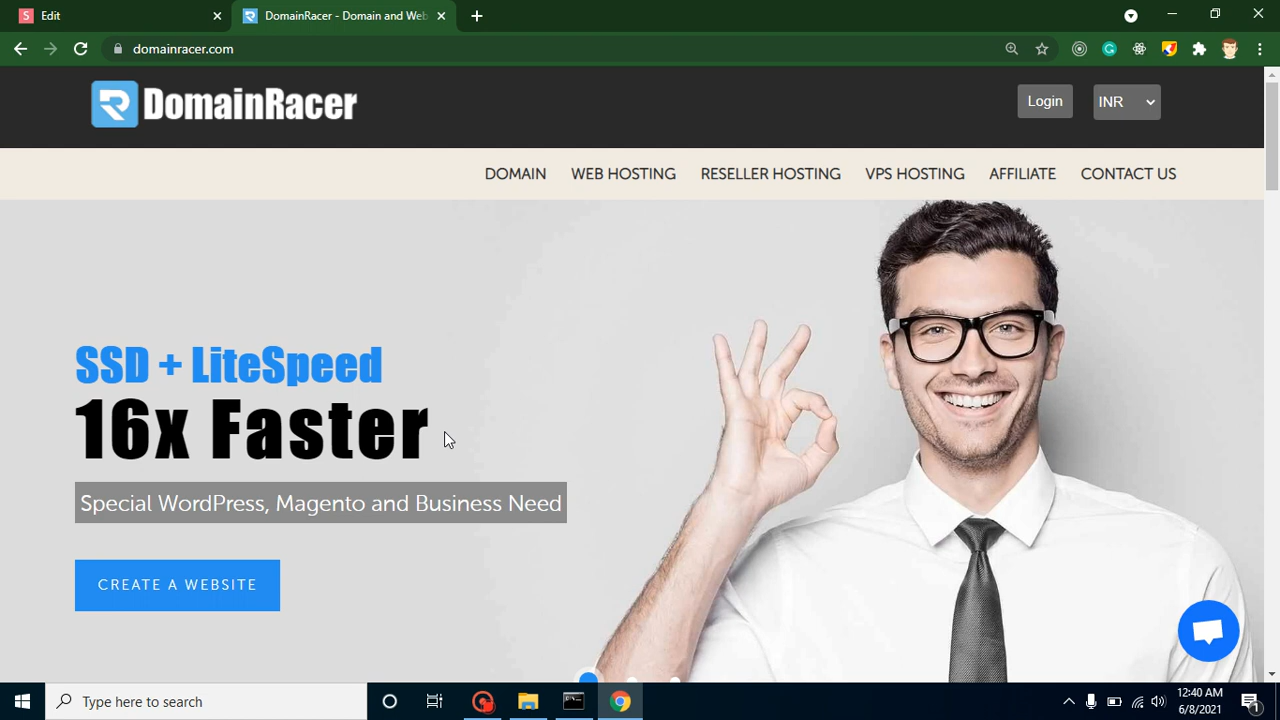 Edit
DomainRacer - Domain and Web
domainracer.com
DomainRacer
Login
INR
DOMAIN
WEB HOSTING
RESELLER HOSTING
VPS HOSTING
AFFILIATE
CONTACT US
SSD + LiteSpeed
16x Faster
Special WordPress, Magento and Business Need
CREATE A WEBSITE
Type here to search
12:40 AM
6/8/2021
1